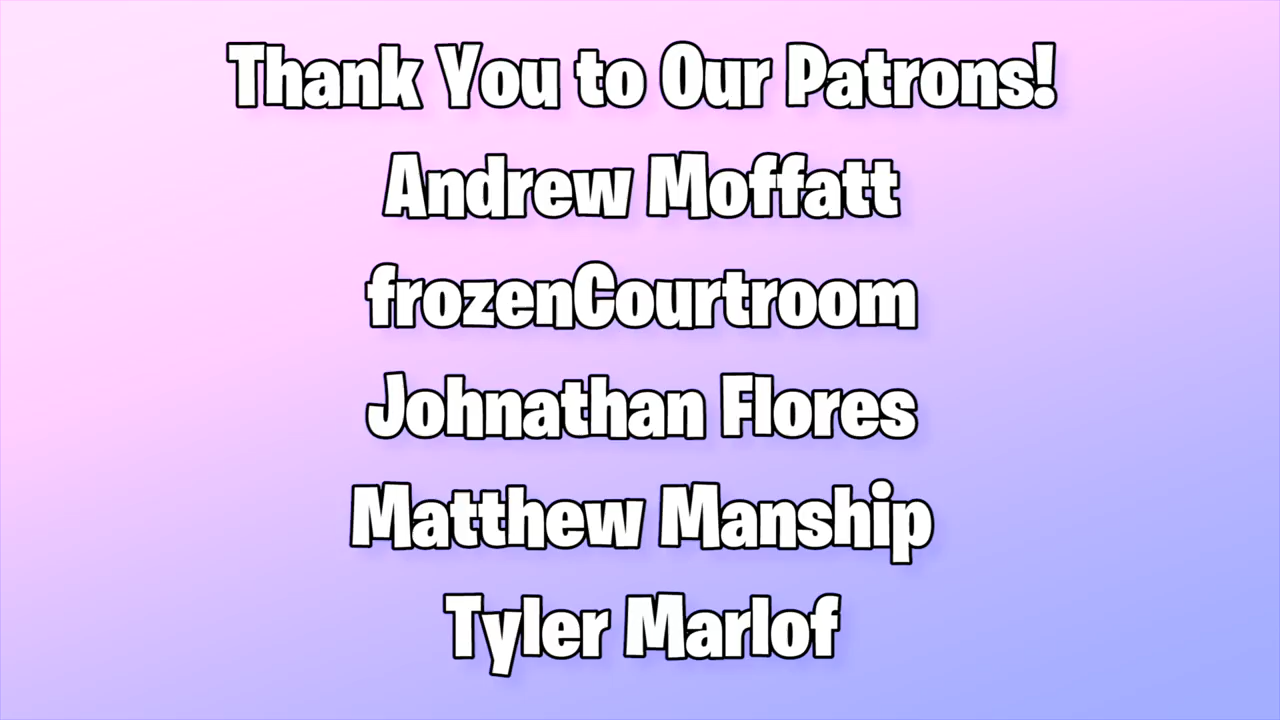 Thank You to Our Patrons!
Andrew Moffatt
frozenCourtroom
Johnathan Flores
Matthew Manship
Tyler Marlof